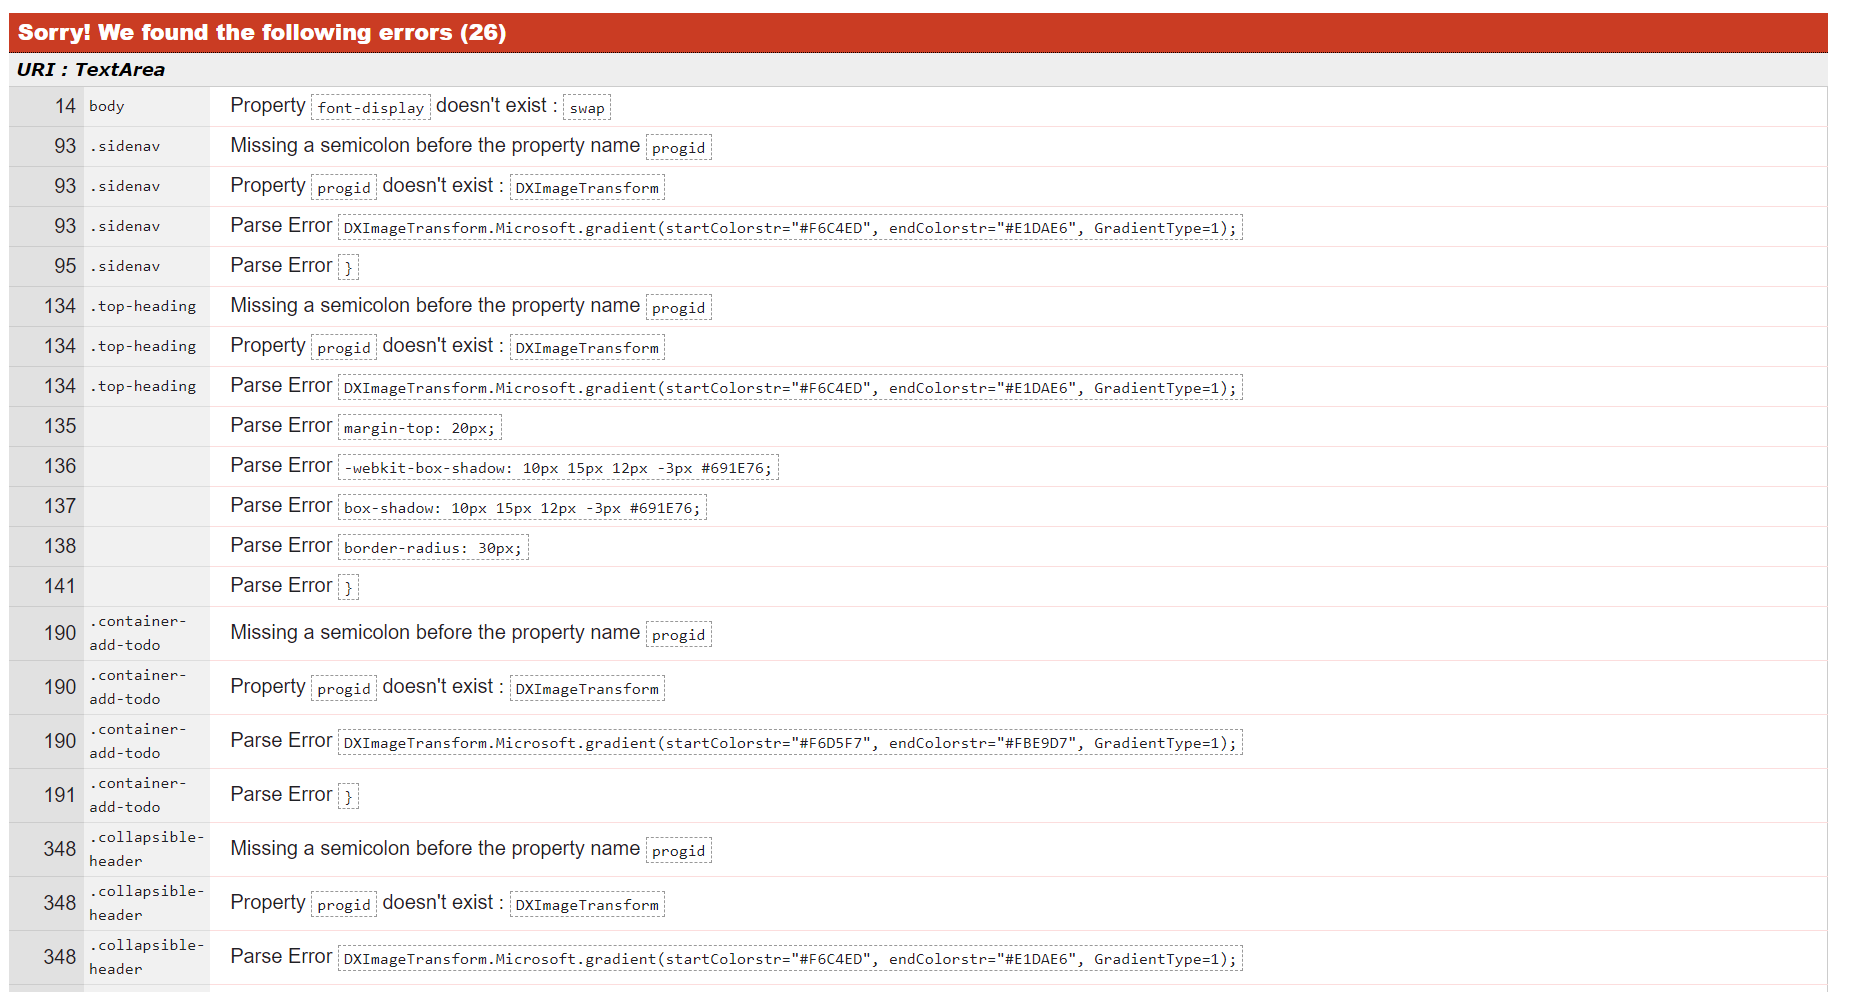 Sorry! We found the following errors (26)
URI : TextArea
14 body Property font-display doesn't exist : swap
93 .sidenav Missing a semicolon before the property name progid
93 .sidenav Property progid doesn't exist : DXImageTransform
93 .sidenav Parse Error DXImageTransform.Microsoft.gradient(startColorstr="#F6C4ED", endColorstr="#E1DAE6", GradientType=1);
95 .sidenav Parse Error }
134 .top-heading Missing a semicolon before the property name progid
134 .top-heading Property progid doesn't exist : DXImageTransform
134 .top-heading Parse Error DXImageTransform.Microsoft.gradient(startColorstr="#F6C4ED", endColorstr="#E1DAE6", GradientType=1);
135 Parse Error margin-top: 20px;
136 Parse Error -webkit-box-shadow: 10px 15px 12px -3px #691E76;
137 Parse Error box-shadow: 10px 15px 12px -3px #691E76;
138 Parse Error border-radius: 30px;
141 Parse Error }
190 .container-add-todo Missing a semicolon before the property name progid
190 .container-add-todo Property progid doesn't exist : DXImageTransform
190 .container-add-todo Parse Error DXImageTransform.Microsoft.gradient(startColorstr="#F6D5F7", endColorstr="#FBE9D7", GradientType=1);
191 .container-add-todo Parse Error }
348 .collapsible-header Missing a semicolon before the property name progid
348 .collapsible-header Property progid doesn't exist : DXImageTransform
348 .collapsible-header Parse Error DXImageTransform.Microsoft.gradient(startColorstr="#F6C4ED", endColorstr="#E1DAE6", GradientType=1);